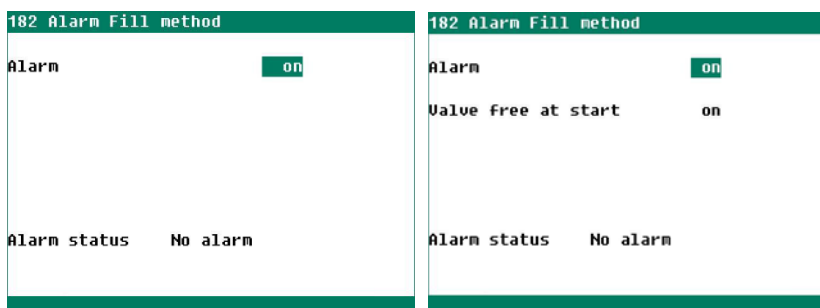 182 Alarm Fill method
Alarm on
Alarm status No alarm
182 Alarm Fill method
Alarm on
Valve free at start on
Alarm status No alarm